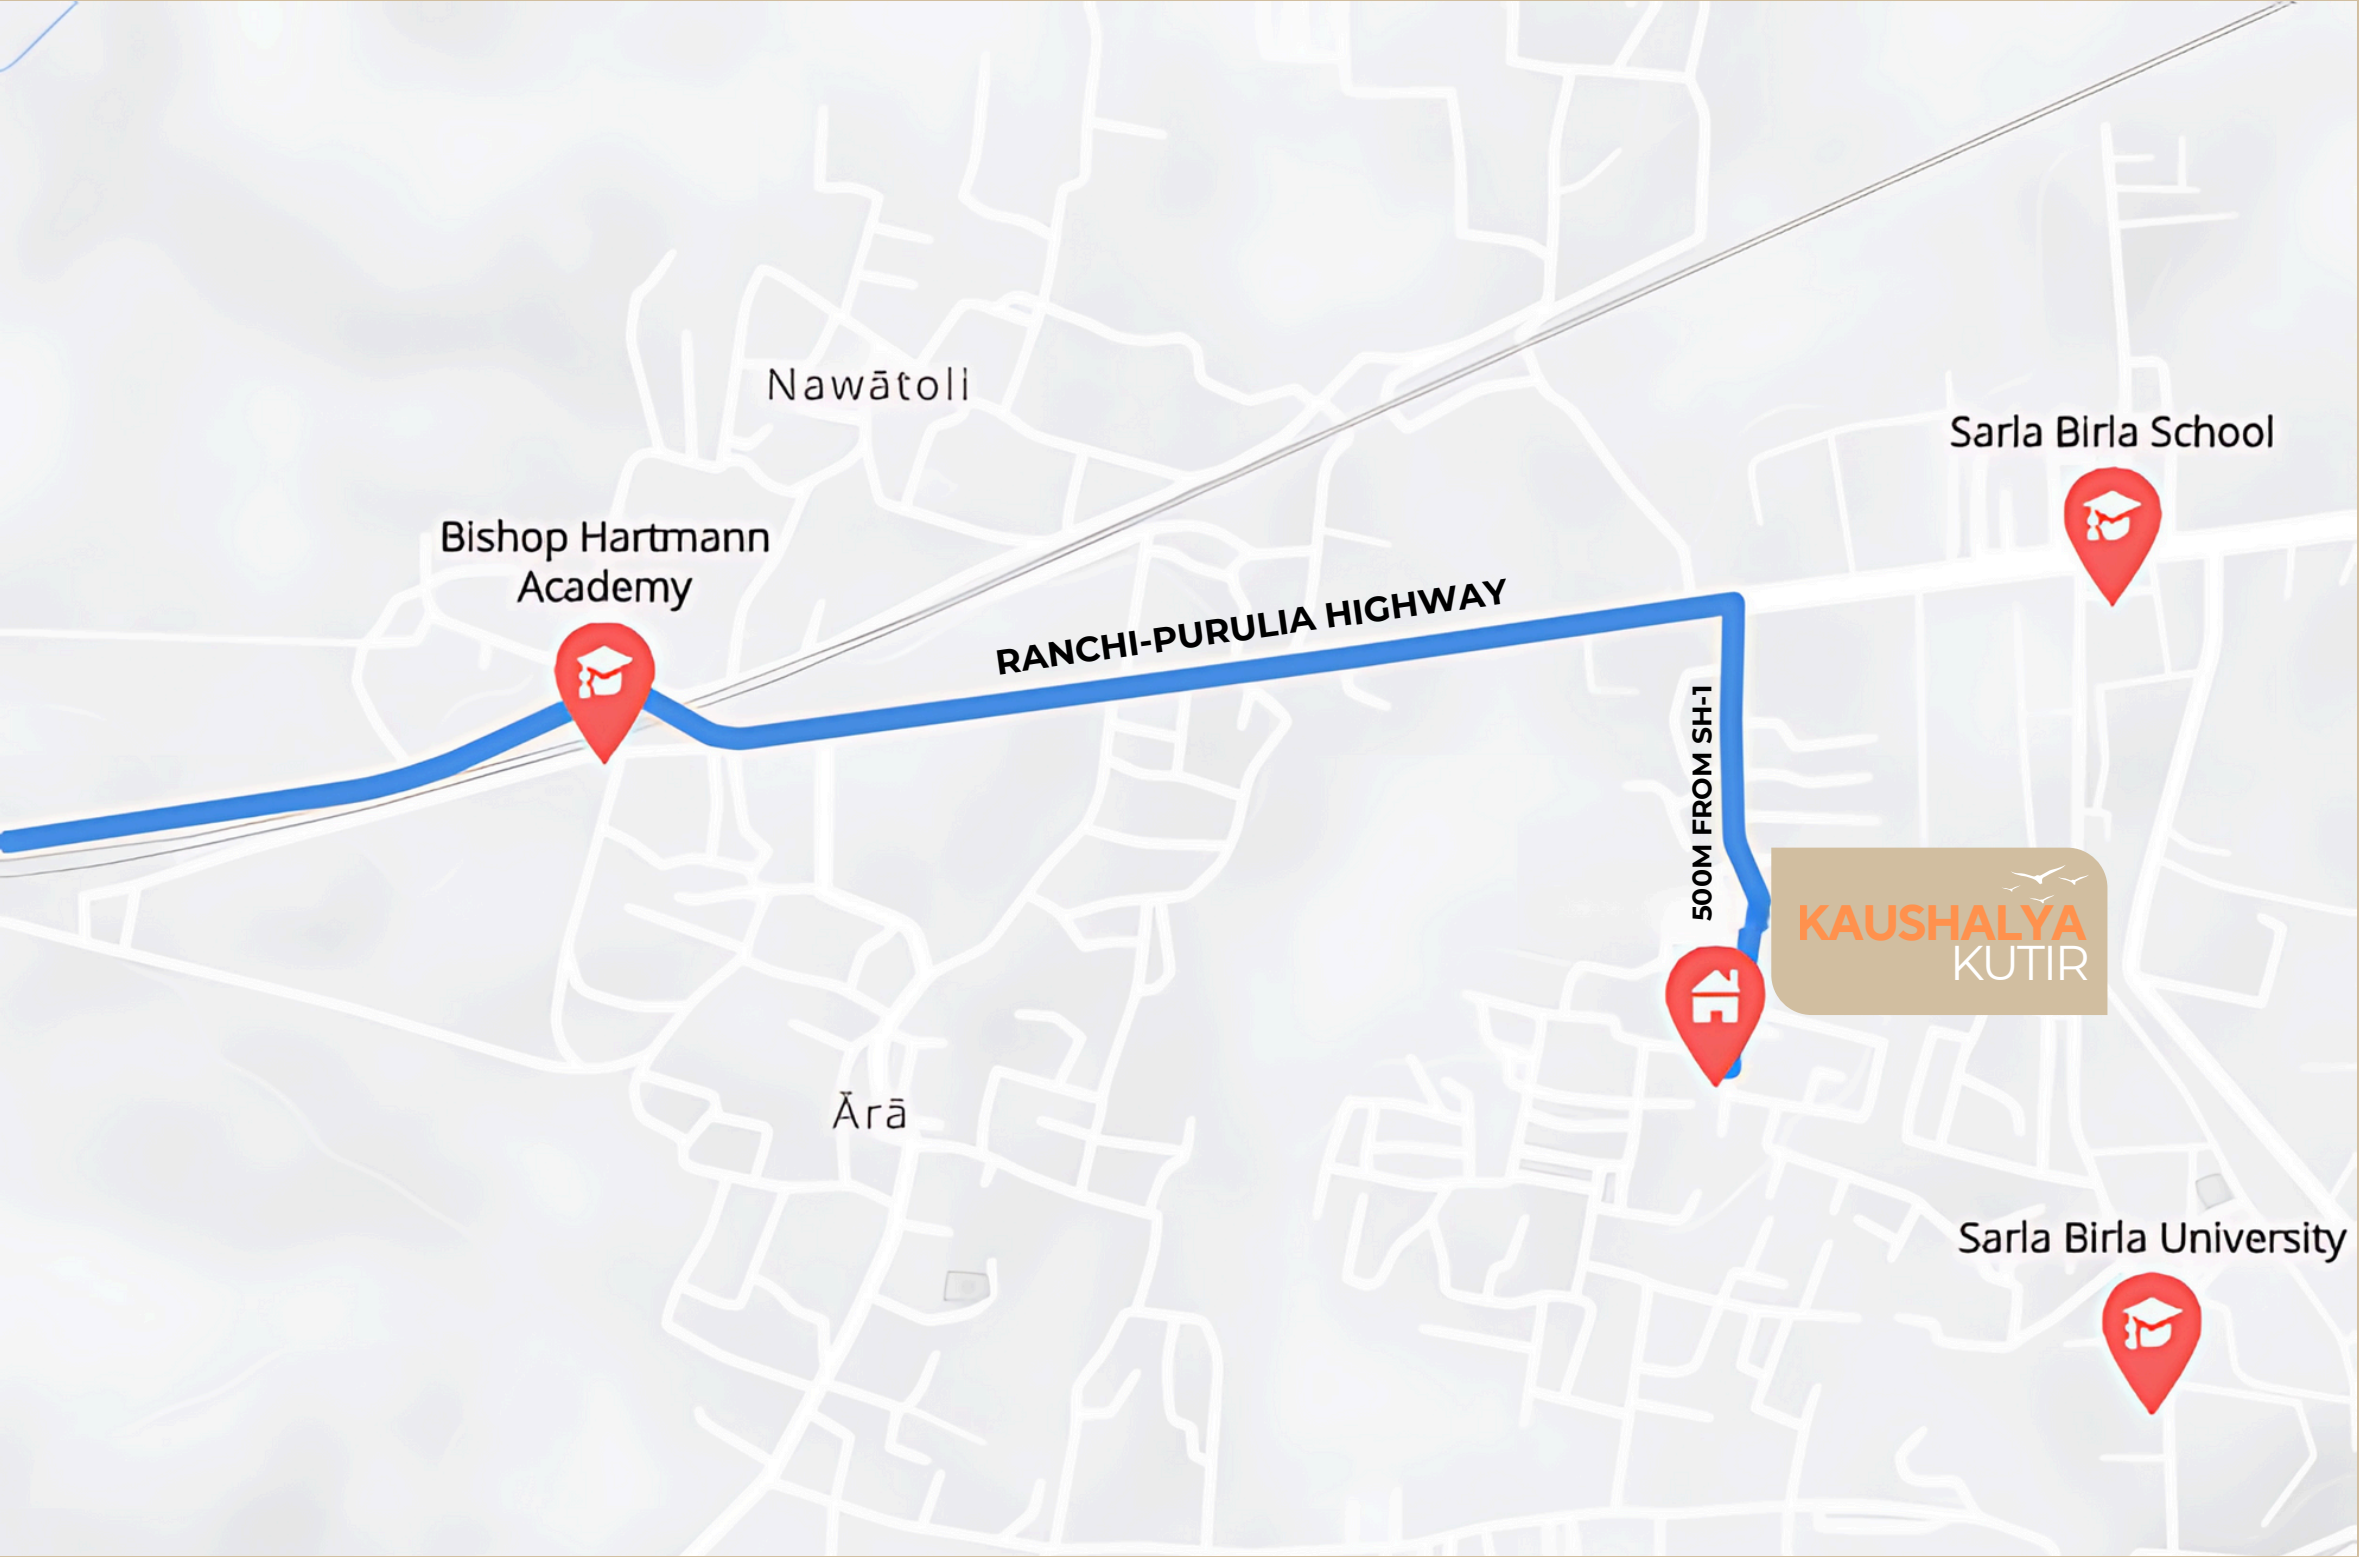 Nawātoli
Sarla Birla School
Bishop Hartmann
Academy
RANCHI-PURULIA HIGHWAY
500M FROM SH-1
KAUSHALYA
KUTIR
Ārā
Sarla Birla University